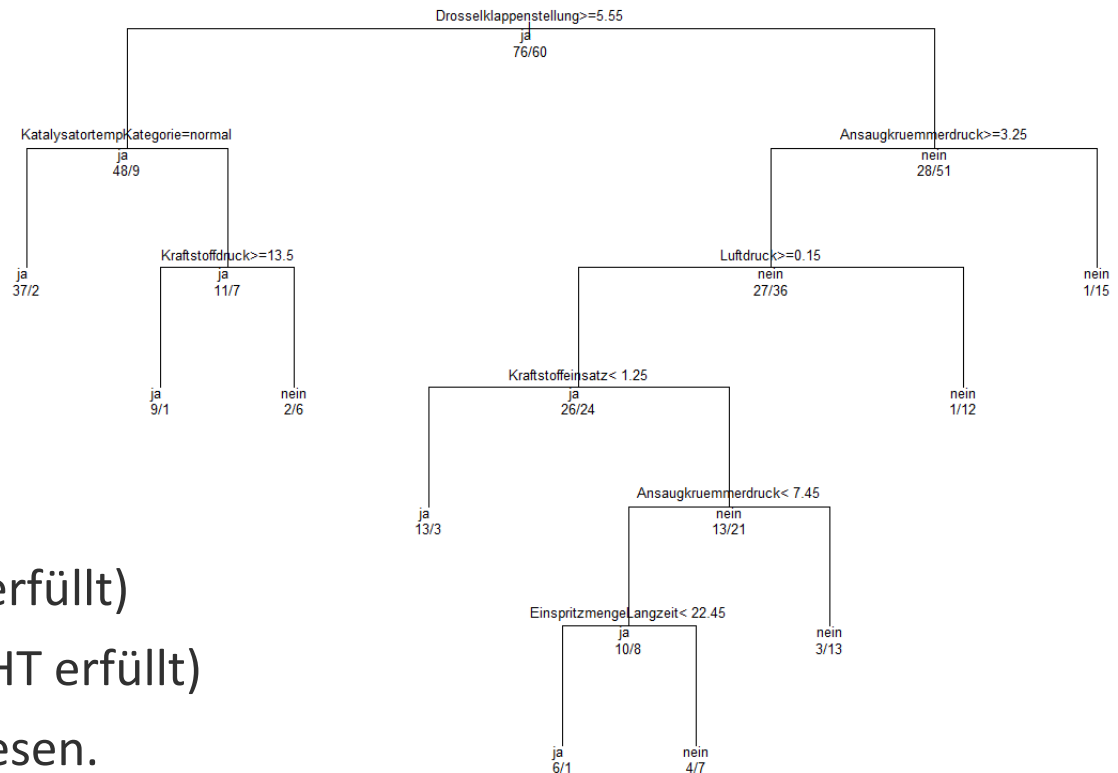 Drosselklappenstellung>=5.55
ja
76/60
KatalysatortempKategorie=normal
ja
48/9
Ansaugkruemmerdruck>=3.25
nein
28/51
ja
37/2
Kraftstoffdruck>=13.5
ja
11/7
Luftdruck>=0.15
nein
27/36
nein
1/15
ja
9/1
nein
2/6
Kraftstoffeinsatz< 1.25
ja
26/24
nein
1/12
ja
13/3
Ansaugkruemmerdruck< 7.45
nein
13/21
EinspritzmengeLangzeit< 22.45
ja
10/8
nein
3/13
ja
6/1
nein
4/7
erfüllt)
HT erfüllt)
esen.